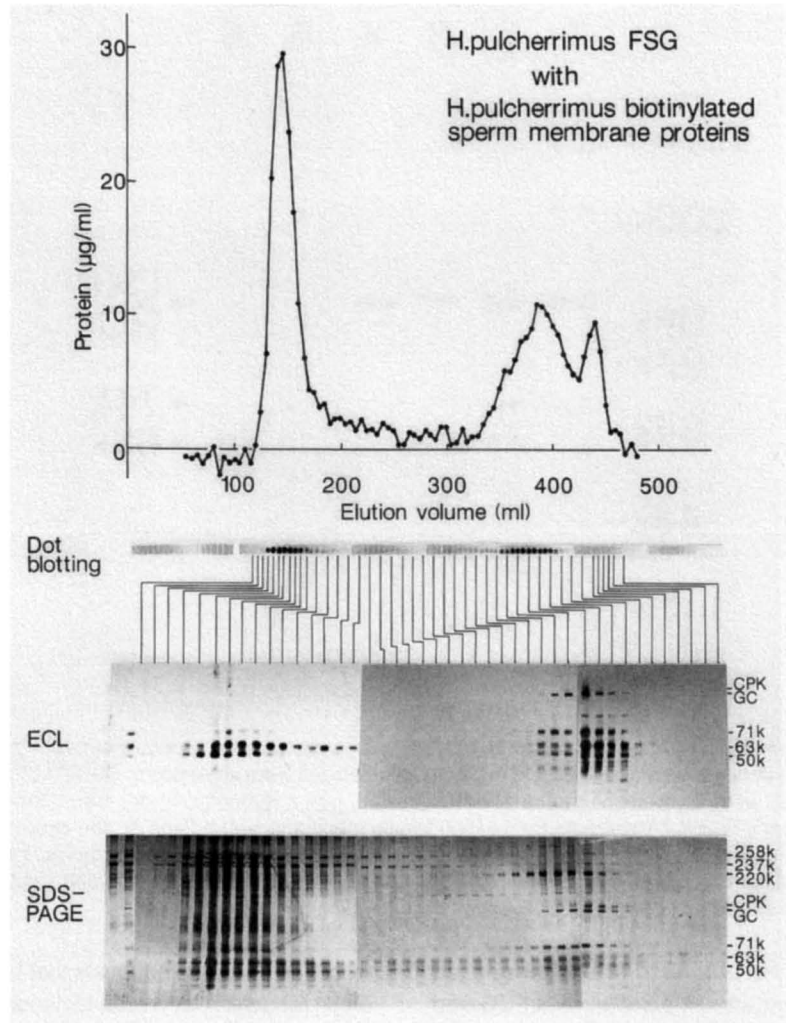 H.pulcherrimus FSG
with
H.pulcherrimus biotinylated
sperm membrane proteins
30
20
10
0
Protein (µg/ml)
100 200 300 400 500
Elution volume (ml)
Dot
blotting
ECL
CPK
GC
71k
63k
50k
SDS-
PAGE
258k
237k
220k
CPK
GC
71k
63k
50k